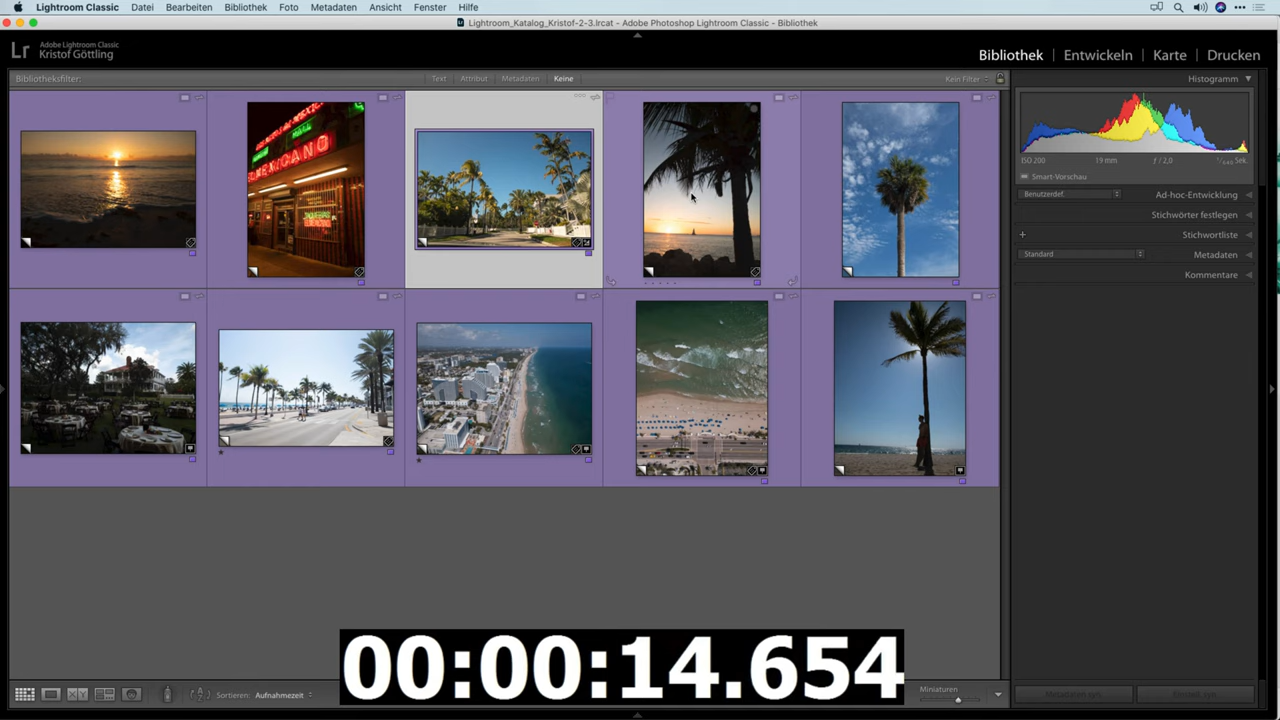 Lightroom Classic Datei Bearbeiten Bibliothek Foto Metadaten Ansicht Fenster Hilfe
Lightroom_Katalog_Kristof-2-3.lrcat - Adobe Photoshop Lightroom Classic - Bibliothek
Lr Adobe Lightroom Classic
Kristof Göttling
Bibliothek Entwickeln Karte Drucken
Bibliotheksfilter: Text Attribut Metadaten Keine Kein Filter
Histogramm
ISO 200 19 mm ƒ / 2,0
Smart-Vorschau
Benutzerdef. Ad-hoc-Entwicklung
Stichwörter festlegen
+ Stichwortliste
Standard Metadaten
Kommentare
MEXICANO
00:00:14.654
Sortieren: Aufnahmezeit
Miniaturen